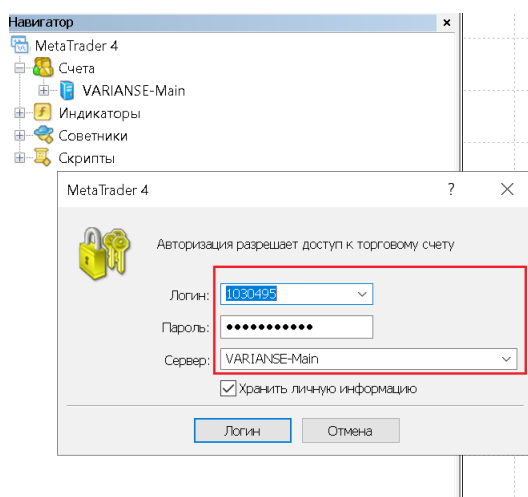 Навигатор
MetaTrader 4
Счета
VARIANSE-Main
Индикаторы
Советники
Скрипты
MetaTrader 4
Авторизация разрешает доступ к торговому счету
Логин: 1030495
Пароль: •••••••••••
Сервер: VARIANSE-Main
Хранить личную информацию
Логин Отмена